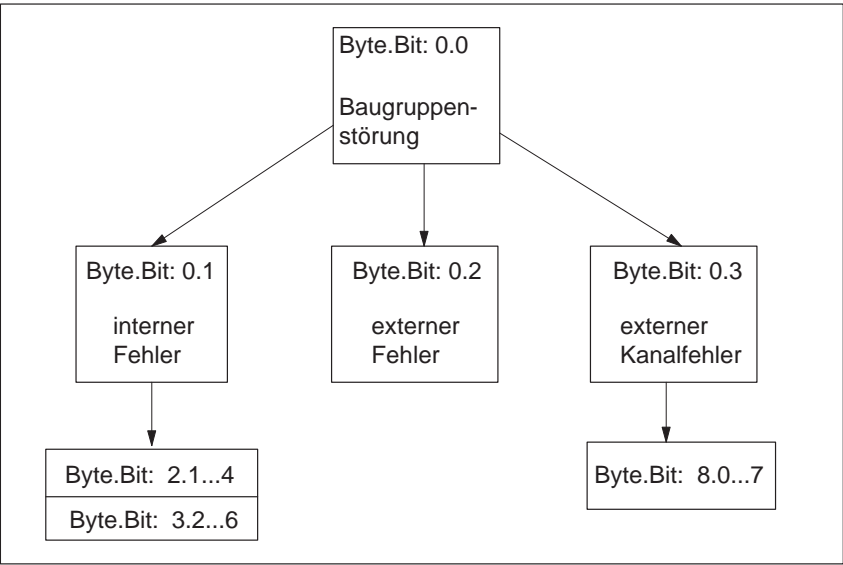 Byte.Bit: 0.0
Baugruppen-
störung
Byte.Bit: 0.1
interner
Fehler
Byte.Bit: 0.2
externer
Fehler
Byte.Bit: 0.3
externer
Kanalfehler
Byte.Bit: 2.1...4
Byte.Bit: 3.2...6
Byte.Bit: 8.0...7